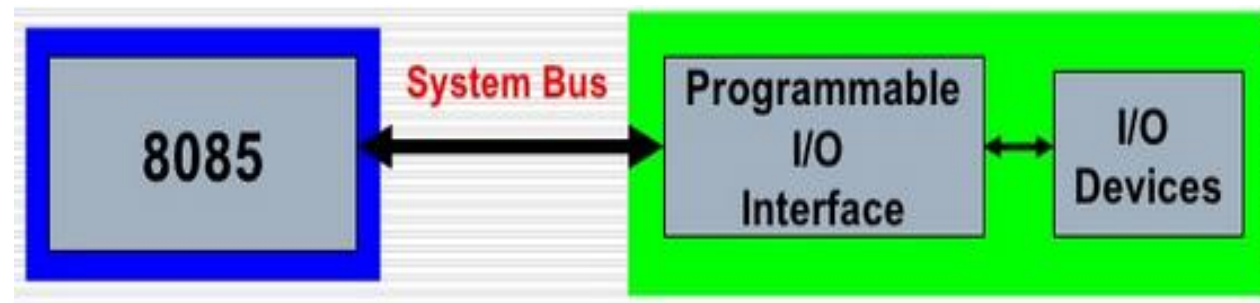 8085
System Bus
Programmable
I/O
Interface
I/O
Devices